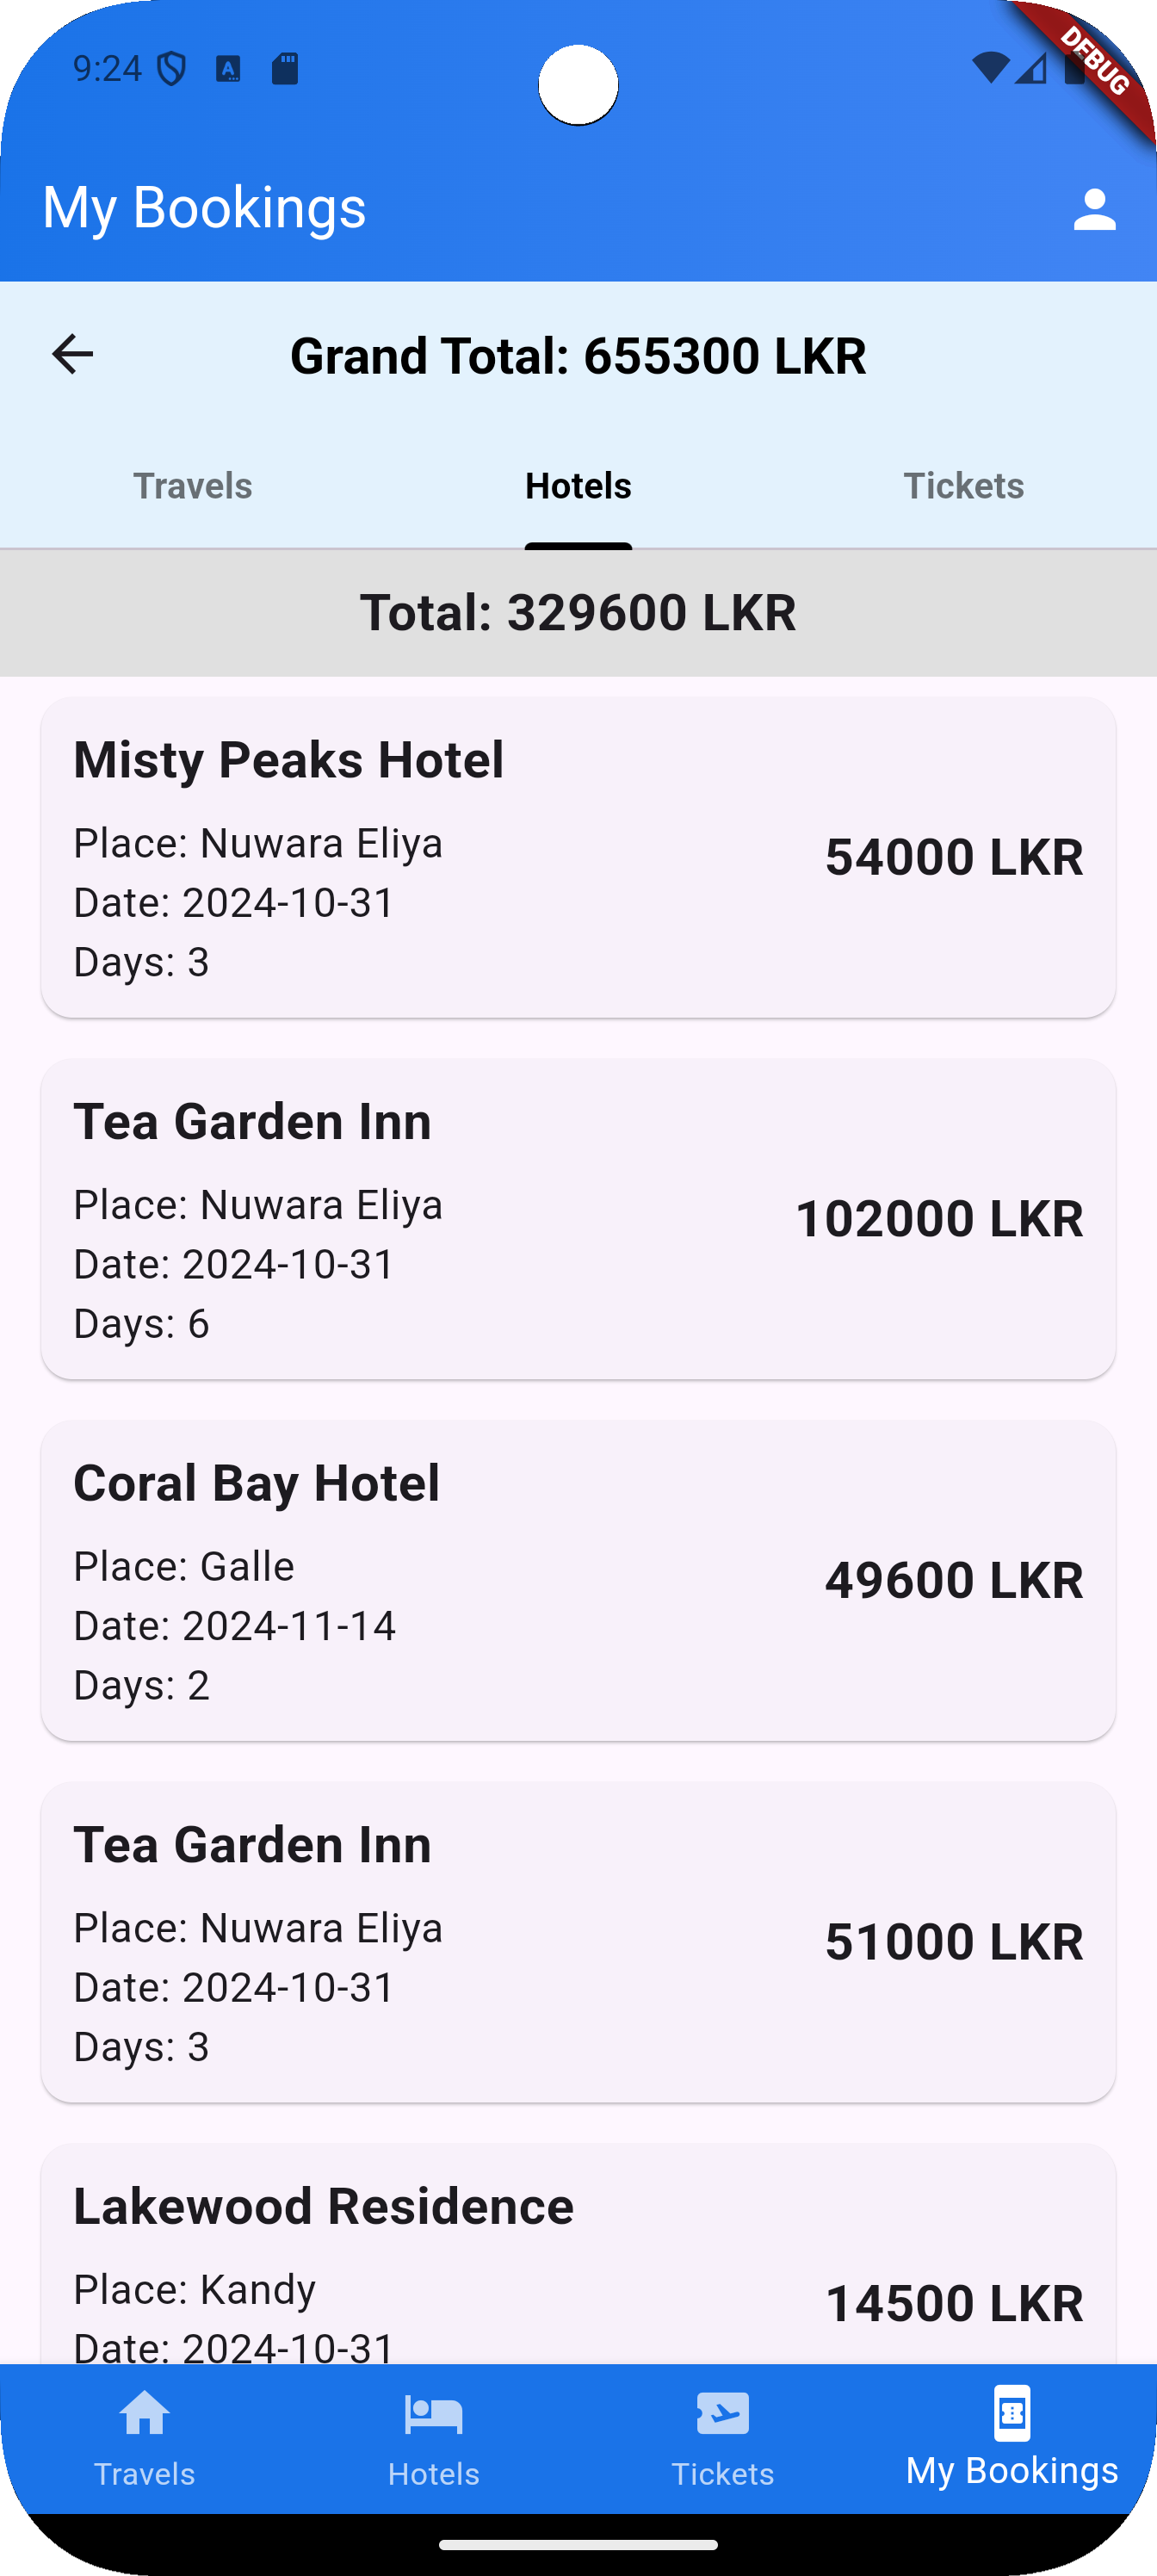 9:24
DEBUG
My Bookings
Grand Total: 655300 LKR
Travels Hotels Tickets
Total: 329600 LKR
Misty Peaks Hotel
Place: Nuwara Eliya
54000 LKR
Date: 2024-10-31
Days: 3
Tea Garden Inn
Place: Nuwara Eliya
102000 LKR
Date: 2024-10-31
Days: 6
Coral Bay Hotel
Place: Galle
49600 LKR
Date: 2024-11-14
Days: 2
Tea Garden Inn
Place: Nuwara Eliya
51000 LKR
Date: 2024-10-31
Days: 3
Lakewood Residence
Place: Kandy
14500 LKR
Date: 2024-10-31
Travels Hotels Tickets My Bookings